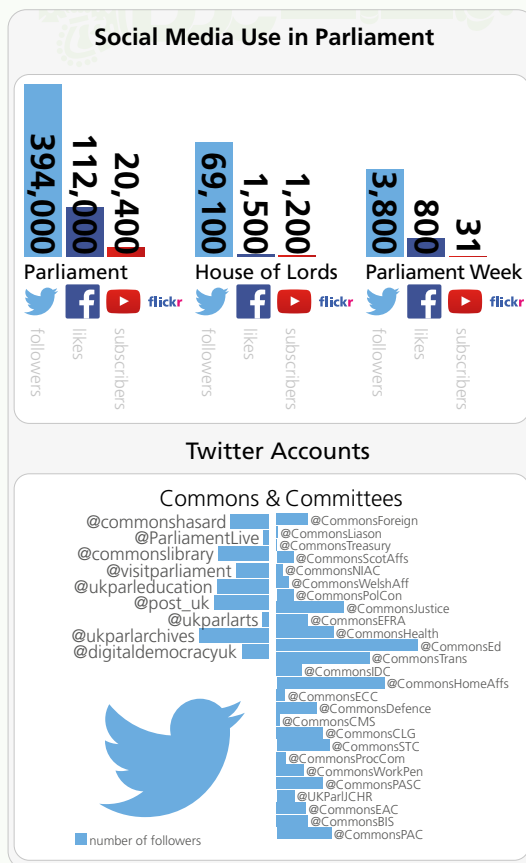 Social Media Use in Parliament
394,000
112,000
20,400
Parliament
flickr
followers
likes
subscribers
69,100
1,500
1,200
House of Lords
flickr
followers
likes
subscribers
3,800
800
31
Parliament Week
flickr
followers
likes
subscribers
Twitter Accounts
Commons & Committees
@commonshasard
@ParliamentLive
@commonslibrary
@visitparliament
@ukparleducation
@post_uk
@ukparlarts
@ukparlarchives
@digitaldemocracyuk
@CommonsForeign
@CommonsLiason
@CommonsTreasury
@CommonsScotAffs
@CommonsNIAC
@CommonsWelshAff
@CommonsPolCon
@CommonsJustice
@CommonsEFRA
@CommonsHealth
@CommonsEd
@CommonsTrans
@CommonsIDC
@CommonsHomeAffs
@CommonsECC
@CommonsDefence
@CommonsCMS
@CommonsCLG
@CommonsSTC
@CommonsProcCom
@CommonsWorkPen
@CommonsPASC
@UKParlJCHR
@CommonsEAC
@CommonsBIS
@CommonsPAC
number of followers